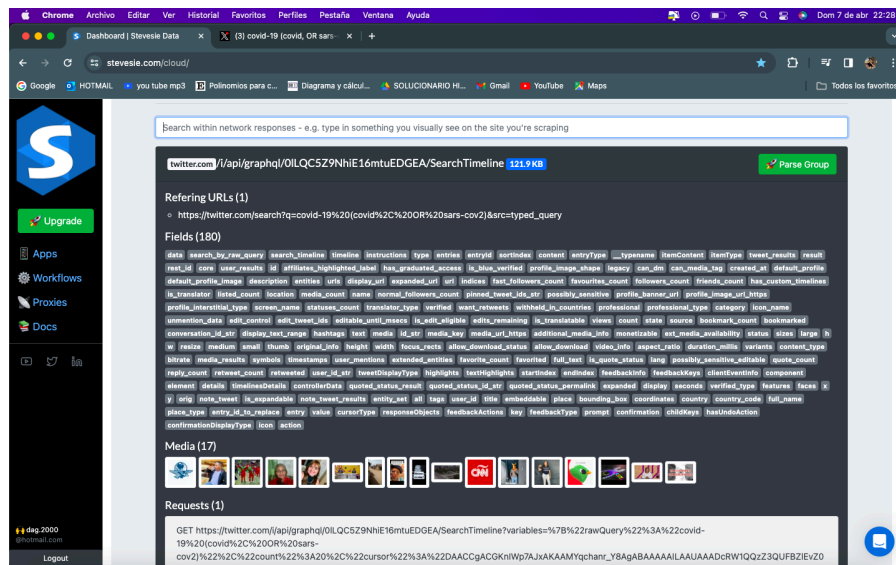 Chrome Archivo Editar Ver Historial Favoritos Perfiles Pestaña Ventana Ayuda Dom 7 de abr 22:28
Dashboard | Stevesie Data (3) covid-19 (covid, OR sars-
stevesie.com/cloud/
Google HOTMAIL you tube mp3 Polinomios para c... Diagrama y cálcul... SOLUCIONARIO HI... Gmail YouTube Maps Todos los favoritos
Search within network responses - e.g. type in something you visually see on the site you're scraping
twitter.com/i/api/graphql/0lLQC5Z9NhiE16mtuEDGEA/SearchTimeline 121.9 KB Parse Group
Refering URLs (1)
https://twitter.com/search?q=covid-19%20(covid%2C%20OR%20sars-cov2)&src=typed_query
Upgrade
Apps
Workflows
Proxies
Docs
Fields (180)
data search_by_raw_query search_timeline timeline instructions type entries entryId sortIndex content entryType __typename itemContent itemType tweet_results result
rest_id core user_results id affiliates_highlighted_label has_graduated_access is_blue_verified profile_image_shape legacy can_dm can_media_tag created_at default_profile
default_profile_image description entities urls display_url expanded_url url indices fast_followers_count favourites_count followers_count friends_count has_custom_timelines
is_translator listed_count location media_count name normal_followers_count pinned_tweet_ids_str possibly_sensitive profile_banner_url profile_image_url_https
profile_interstitial_type screen_name statuses_count translator_type verified want_retweets withheld_in_countries professional professional_type category icon_name
unmention_data edit_control edit_tweet_ids editable_until_msecs is_edit_eligible edits_remaining is_translatable views count state source bookmark_count bookmarked
conversation_id_str display_text_range hashtags text media id_str media_key media_url_https additional_media_info monetizable ext_media_availability status sizes large h
w resize medium small thumb original_info height width focus_rects allow_download_status allow_download video_info aspect_ratio duration_millis variants content_type
bitrate media_results symbols timestamps user_mentions extended_entities favorite_count favorited full_text is_quote_status lang possibly_sensitive_editable quote_count
reply_count retweet_count retweeted user_id_str tweetDisplayType highlights textHighlights startIndex endIndex feedbackInfo feedbackKeys clientEventInfo component
element details timelinesDetails controllerData quoted_status_result quoted_status_id_str quoted_status_permalink expanded display seconds verified_type features faces x
y orig note_tweet is_expandable note_tweet_results entity_set all tags user_id title embeddable place bounding_box coordinates country country_code full_name
place_type entry_id_to_replace entry value cursorType responseObjects feedbackActions key feedbackType prompt confirmation childKeys hasUndoAction
confirmationDisplayType icon action
Media (17)
CNÑ
Requests (1)
GET https://twitter.com/i/api/graphql/0lLQC5Z9NhiE16mtuEDGEA/SearchTimeline?variables=%7B%22rawQuery%22%3A%22covid-
19%20(covid%2C%20OR%20sars-
cov2)%22%2C%22count%22%3A20%2C%22cursor%22%3A%22DAACCgACGKnIWp7AJxAKAAMYqchanr_Y8AgABAAAAAILAAUAAADcRW1QQzZ3QUFBZlEvZ0
dag.2000
@hotmail.com
Logout